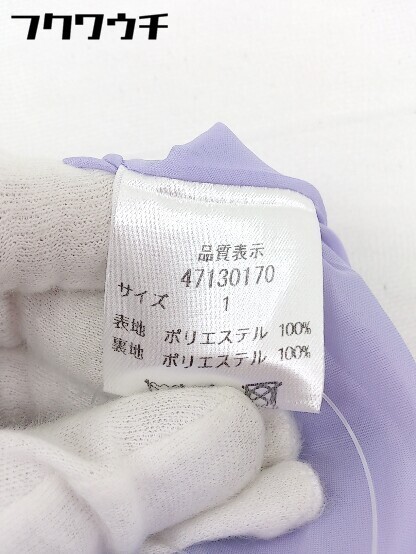 フクワウチ
品質表示
47130170
サイズ 1
表地 ポリエステル 100%
裏地 ポリエステル 100%